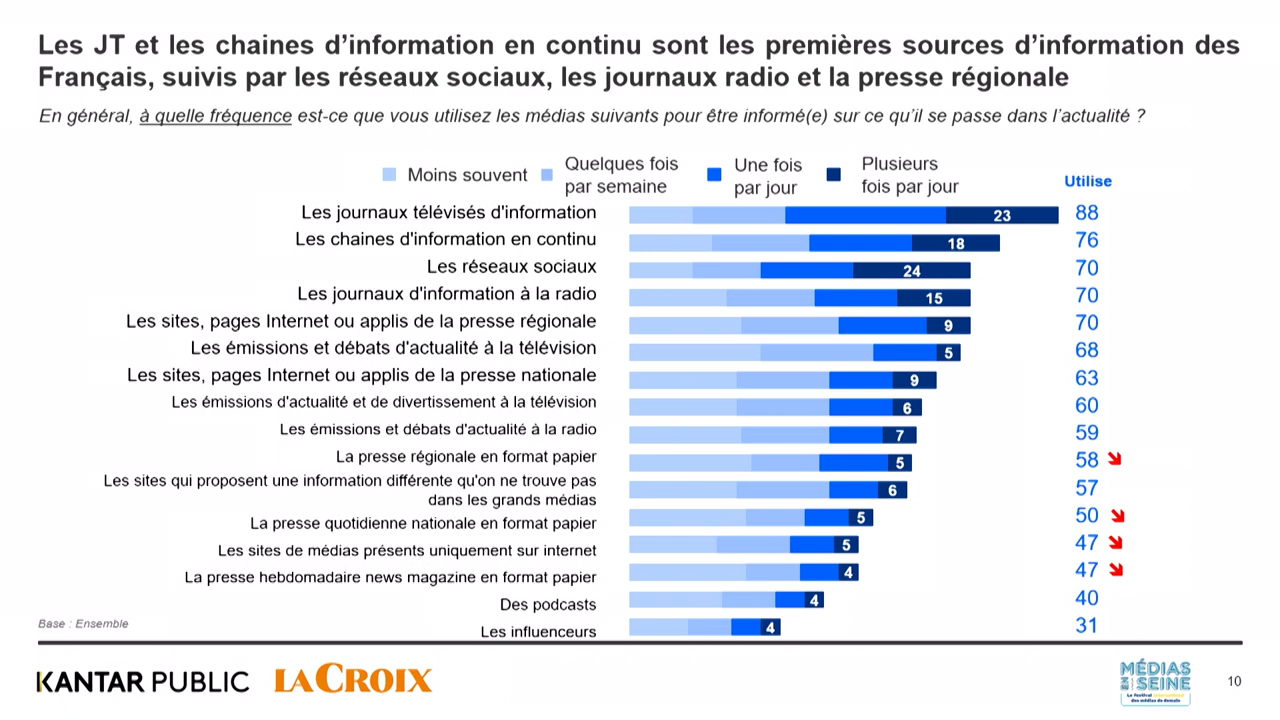 Les JT et les chaines d’information en continu sont les premières sources d’information des
Français, suivis par les réseaux sociaux, les journaux radio et la presse régionale
En général, à quelle fréquence est-ce que vous utilisez les médias suivants pour être informé(e) sur ce qu’il se passe dans l’actualité ?
Moins souvent
Quelques fois
par semaine
Une fois
par jour
Plusieurs
fois par jour
Utilise
Les journaux télévisés d'information 23 88
Les chaines d'information en continu 18 76
Les réseaux sociaux 24 70
Les journaux d'information à la radio 15 70
Les sites, pages Internet ou applis de la presse régionale 9 70
Les émissions et débats d'actualité à la télévision 5 68
Les sites, pages Internet ou applis de la presse nationale 9 63
Les émissions d'actualité et de divertissement à la télévision 6 60
Les émissions et débats d'actualité à la radio 7 59
La presse régionale en format papier 5 58
Les sites qui proposent une information différente qu'on ne trouve pas
dans les grands médias 6 57
La presse quotidienne nationale en format papier 5 50
Les sites de médias présents uniquement sur internet 5 47
La presse hebdomadaire news magazine en format papier 4 47
Des podcasts 4 40
Les influenceurs 4 31
Base : Ensemble
KANTAR PUBLIC
LA CROIX
MÉDIAS
EN SEINE
Le festival international
des médias de demain
10